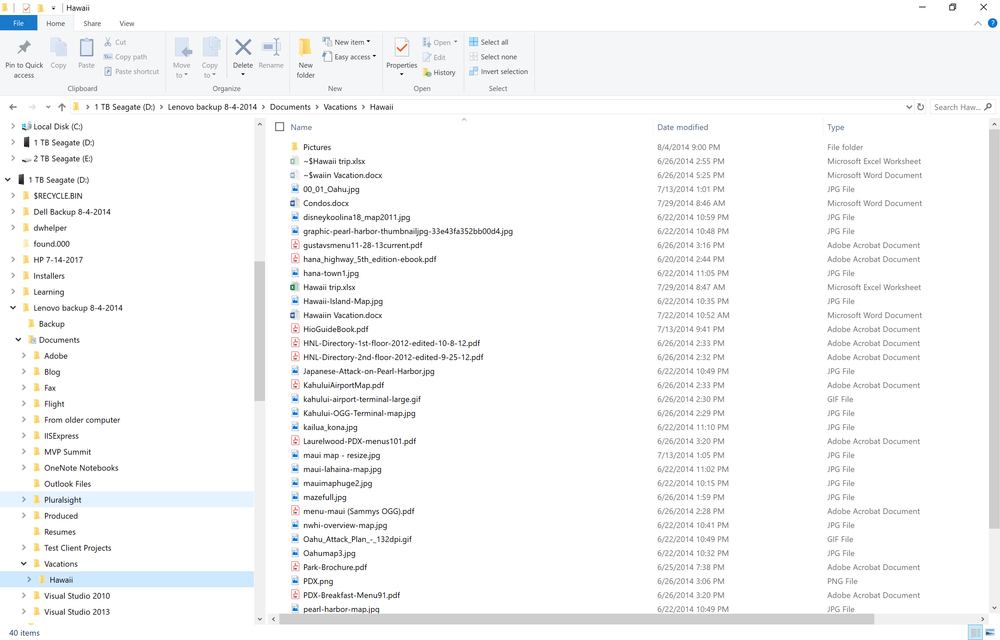 Hawaii
File Home Share View
Pin to Quick access
Copy
Paste
Cut
Copy path
Paste shortcut
Clipboard
Move to
Copy to
Delete
Rename
Organize
New folder
New item
Easy access
New
Properties
Open
Edit
History
Open
Select all
Select none
Invert selection
Select
1 TB Seagate (D:) Lenovo backup 8-4-2014 Documents Vacations Hawaii
Search Haw...
Local Disk (C:)
1 TB Seagate (D:)
2 TB Seagate (E:)
1 TB Seagate (D:)
$RECYCLE.BIN
Dell Backup 8-4-2014
dwhelper
found.000
HP 7-14-2017
Installers
Learning
Lenovo backup 8-4-2014
Backup
Documents
Adobe
Blog
Fax
Flight
From older computer
IISExpress
MVP Summit
OneNote Notebooks
Outlook Files
Pluralsight
Produced
Resumes
Test Client Projects
Vacations
Hawaii
Visual Studio 2010
Visual Studio 2013
Name Date modified Type
Pictures 8/4/2014 9:00 PM File folder
~$Hawaii trip.xlsx 6/26/2014 2:55 PM Microsoft Excel Worksheet
~$waiin Vacation.docx 6/26/2014 5:25 PM Microsoft Word Document
00_01_Oahu.jpg 7/13/2014 1:01 PM JPG File
Condos.docx 7/29/2014 8:46 AM Microsoft Word Document
disneykoolina18_map2011.jpg 6/22/2014 10:59 PM JPG File
graphic-pearl-harbor-thumbnailjpg-33e43fa352bb00d4.jpg 6/22/2014 10:48 PM JPG File
gustavsmenu11-28-13current.pdf 6/26/2014 3:16 PM Adobe Acrobat Document
hana_highway_5th_edition-ebook.pdf 6/20/2014 2:44 PM Adobe Acrobat Document
hana-town1.jpg 6/22/2014 11:05 PM JPG File
Hawaii trip.xlsx 7/29/2014 8:47 AM Microsoft Excel Worksheet
Hawaii-Island-Map.jpg 6/22/2014 10:35 PM JPG File
Hawaiin Vacation.docx 7/22/2014 10:52 AM Microsoft Word Document
HioGuideBook.pdf 7/13/2014 9:41 PM Adobe Acrobat Document
HNL-Directory-1st-floor-2012-edited-10-8-12.pdf 6/26/2014 2:33 PM Adobe Acrobat Document
HNL-Directory-2nd-floor-2012-edited-9-25-12.pdf 6/26/2014 2:32 PM Adobe Acrobat Document
Japanese-Attack-on-Pearl-Harbor.jpg 6/22/2014 10:49 PM JPG File
KahuluiAirportMap.pdf 6/26/2014 2:33 PM Adobe Acrobat Document
kahului-airport-terminal-large.gif 6/26/2014 2:30 PM GIF File
Kahului-OGG-Terminal-map.jpg 6/26/2014 2:29 PM JPG File
kailua_kona.jpg 6/22/2014 11:10 PM JPG File
Laurelwood-PDX-menus101.pdf 6/26/2014 3:20 PM Adobe Acrobat Document
maui map - resize.jpg 7/13/2014 1:05 PM JPG File
maui-lahaina-map.jpg 6/22/2014 11:02 PM JPG File
mauimaphuge2.jpg 6/22/2014 10:15 PM JPG File
mazefull.jpg 6/26/2014 1:59 PM JPG File
menu-maui (Sammys OGG).pdf 6/26/2014 2:28 PM Adobe Acrobat Document
nwhi-overview-map.jpg 6/22/2014 10:41 PM JPG File
Oahu_Attack_Plan_-_132dpi.gif 6/22/2014 10:49 PM GIF File
Oahumap3.jpg 6/22/2014 10:32 PM JPG File
Park-Brochure.pdf 6/25/2014 7:38 PM Adobe Acrobat Document
PDX.png 6/26/2014 3:06 PM PNG File
PDX-Breakfast-Menu91.pdf 6/26/2014 3:20 PM Adobe Acrobat Document
pearl-harbor-map.jpg 6/22/2014 10:49 PM JPG File
40 items